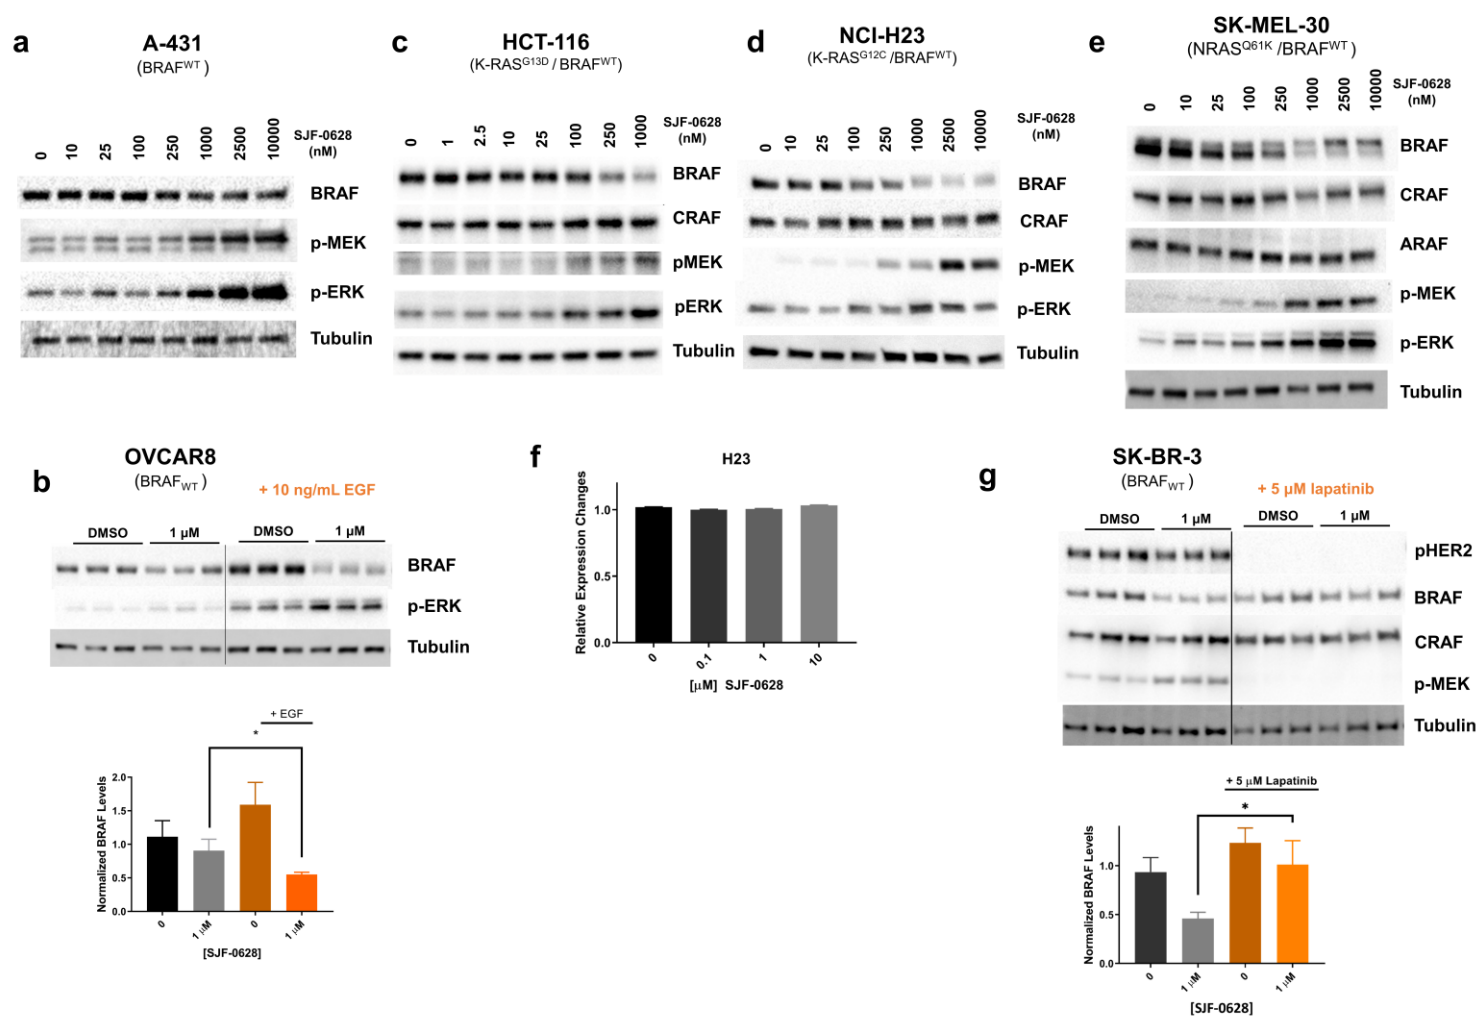 a
A-431
(BRAFWT)
0 10 25 100 250 1000 2500 10000
SJF-0628
(nM)
BRAF
p-MEK
p-ERK
Tubulin
c
HCT-116
(K-RASG13D / BRAFWT)
0 1 2.5 10 25 100 250 1000
SJF-0628
(nM)
BRAF
CRAF
pMEK
pERK
Tubulin
d
NCI-H23
(K-RASG12C /BRAFWT)
0 10 25 100 250 1000 2500 10000
SJF-0628
(nM)
BRAF
CRAF
p-MEK
p-ERK
Tubulin
e
SK-MEL-30
(NRASQ61K /BRAFWT)
0 10 25 100 250 1000 2500 10000
SJF-0628
(nM)
BRAF
CRAF
ARAF
p-MEK
p-ERK
Tubulin
b
OVCAR8
(BRAFWT )
+ 10 ng/mL EGF
DMSO 1 μM DMSO 1 μM
BRAF
p-ERK
Tubulin
+ EGF
*
Normalized BRAF Levels
2.0
1.5
1.0
0.5
0.0
0 1 μM 0 1 μM
[SJF-0628]
f
H23
Relative Expression Changes
1.0
0.5
0.0
0 0.1 1 10
[μM] SJF-0628
g
SK-BR-3
(BRAFWT )
+ 5 μM lapatinib
DMSO 1 μM DMSO 1 μM
pHER2
BRAF
CRAF
p-MEK
Tubulin
+ 5 μM Lapatinib
*
Normalized BRAF Levels
1.0
0.5
0.0
0 1 μM 0 1 μM
[SJF-0628]